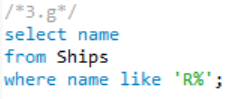 /*3.g*/
select name
from Ships
where name like 'R%';